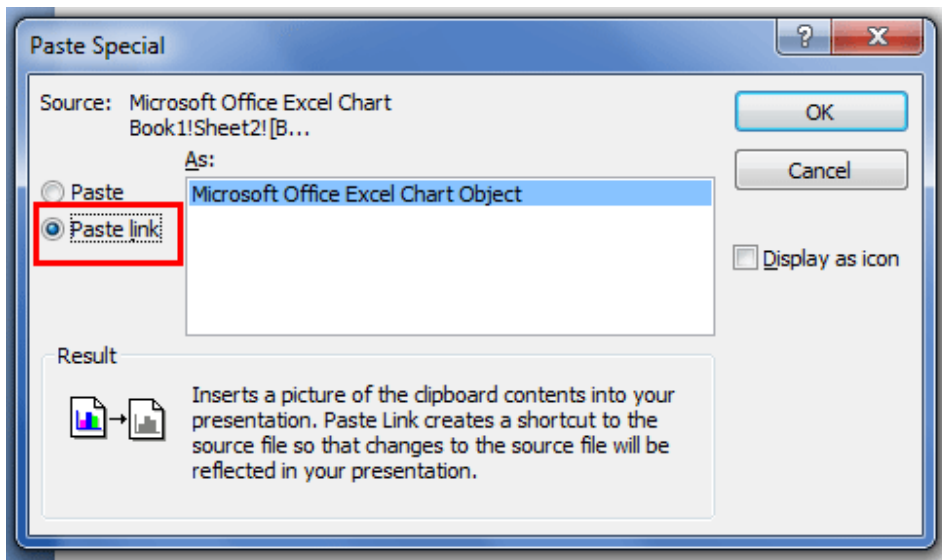 Paste Special
Source: Microsoft Office Excel Chart
Book1!Sheet2![B...
As:
Paste
Paste link
Microsoft Office Excel Chart Object
OK
Cancel
Display as icon
Result
Inserts a picture of the clipboard contents into your
presentation. Paste Link creates a shortcut to the
source file so that changes to the source file will be
reflected in your presentation.